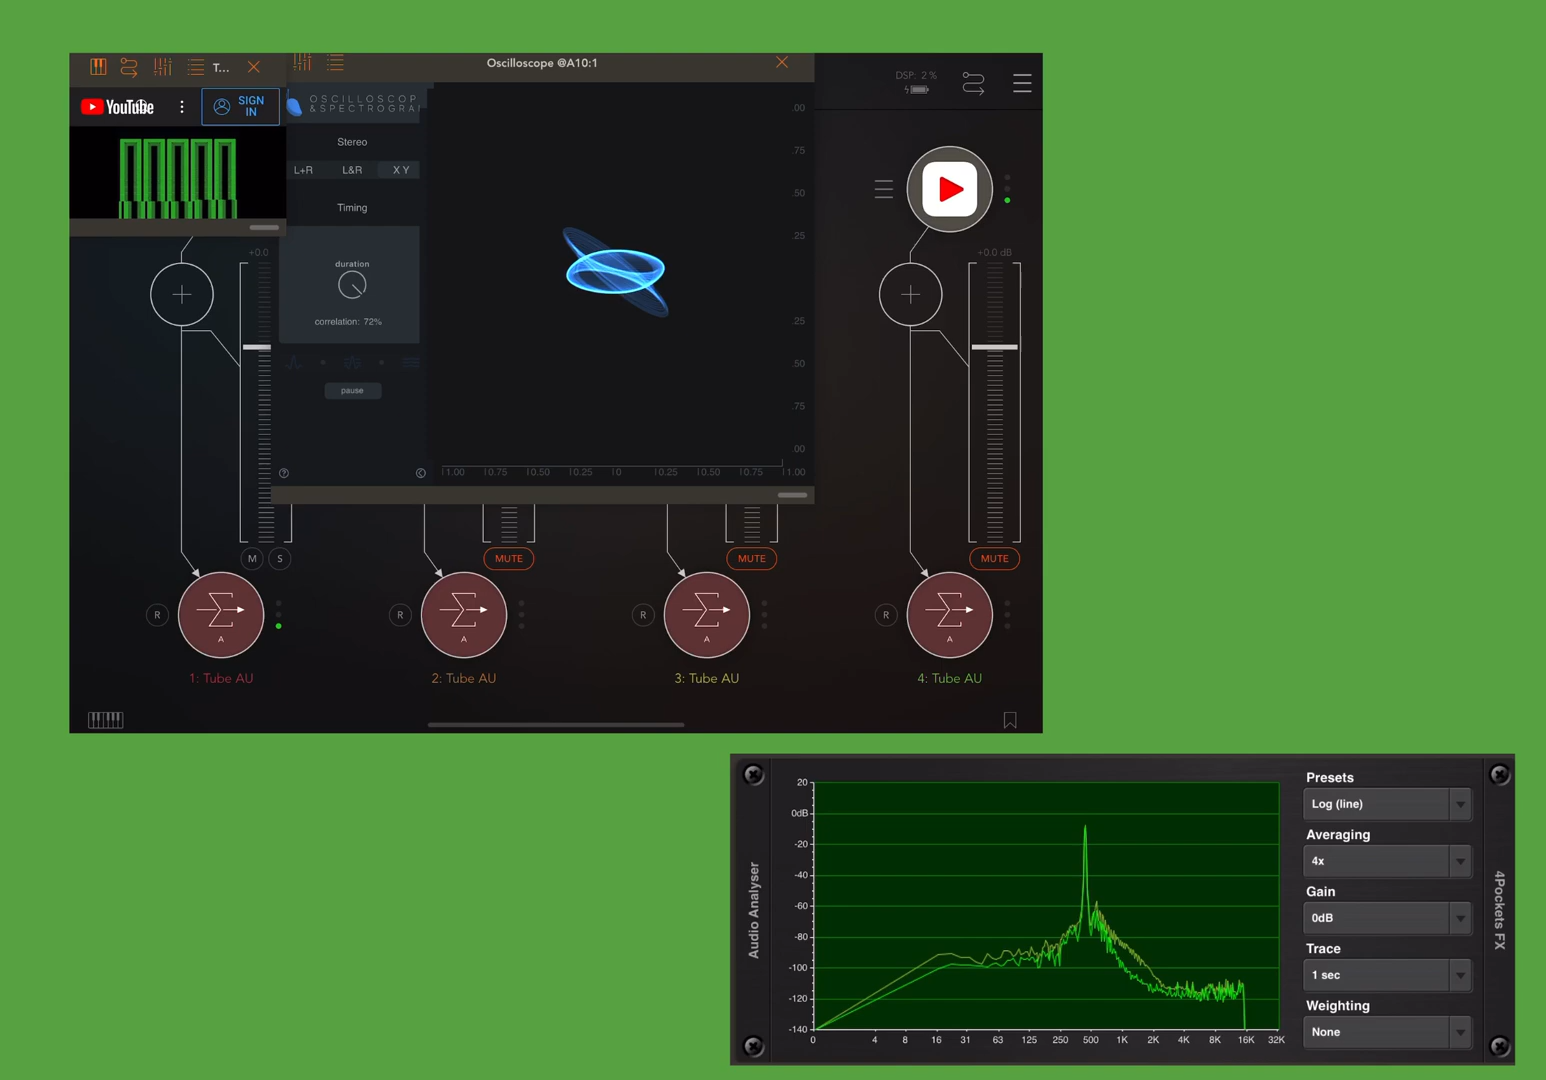 T...
Oscilloscope @A10:1
DSP: 2 %
YouTube
SIGN
IN
OSCILLOSCOP
&SPECTROGRA
Stereo
L+R
L&R
X Y
Timing
duration
correlation: 72%
pause
.00
.75
.50
.25
.25
.50
.75
.00
1.00
0.75
0.50
0.25
0
0.25
0.50
0.75
1.00
+0.0
+0.0 dB
M
S
MUTE
MUTE
MUTE
R
A
R
A
R
A
R
A
1: Tube AU
2: Tube AU
3: Tube AU
4: Tube AU
Audio Analyser
20
0dB
-20
-40
-60
-80
-100
-120
-140
0
4
8
16
31
63
125
250
500
1K
2K
4K
8K
16K
32K
Presets
Log (line)
Averaging
4x
Gain
0dB
Trace
1 sec
Weighting
None
4Pockets FX